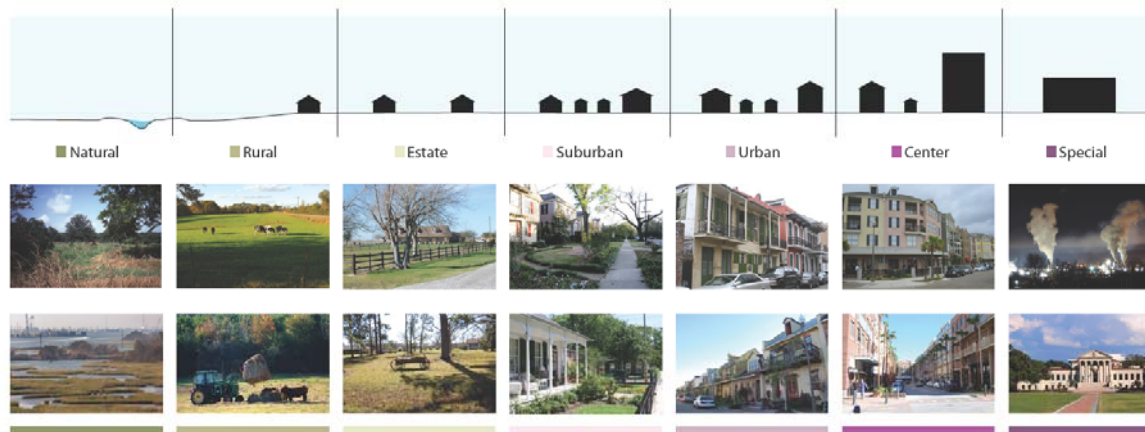 Natural
Rural
Estate
Suburban
Urban
Center
Special